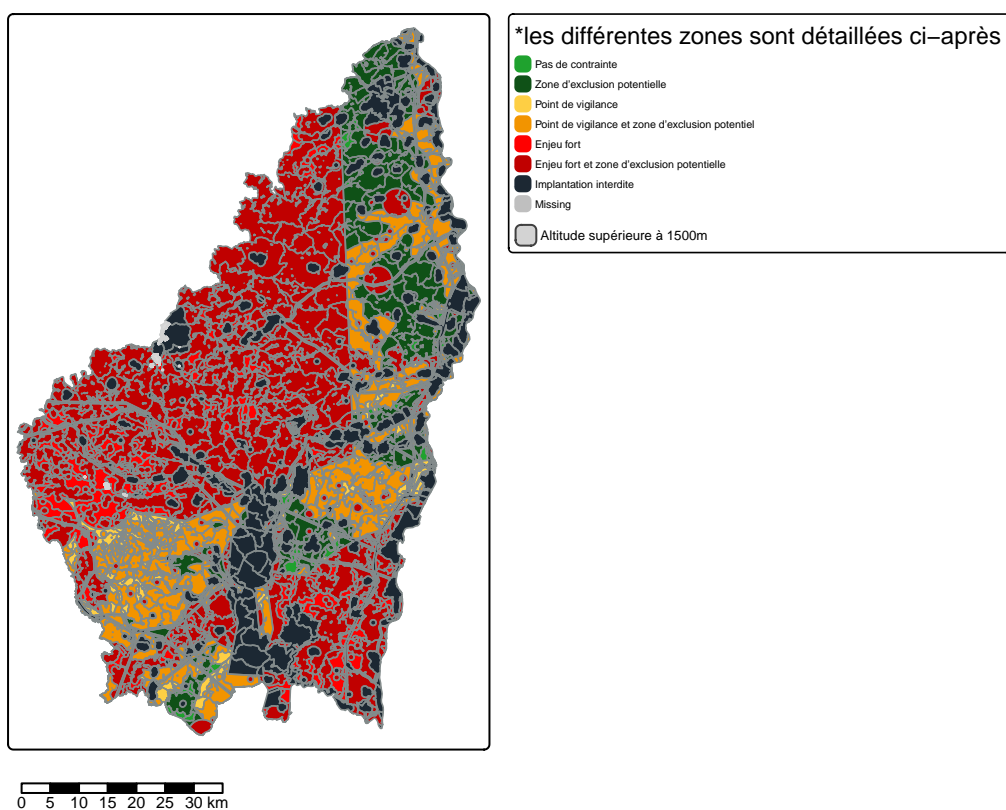 *les différentes zones sont détaillées ci–après
Pas de contrainte
Zone d'exclusion potentielle
Point de vigilance
Point de vigilance et zone d'exclusion potentiel
Enjeu fort
Enjeu fort et zone d'exclusion potentielle
Implantation interdite
Missing
Altitude supérieure à 1500m
0 5 10 15 20 25 30 km